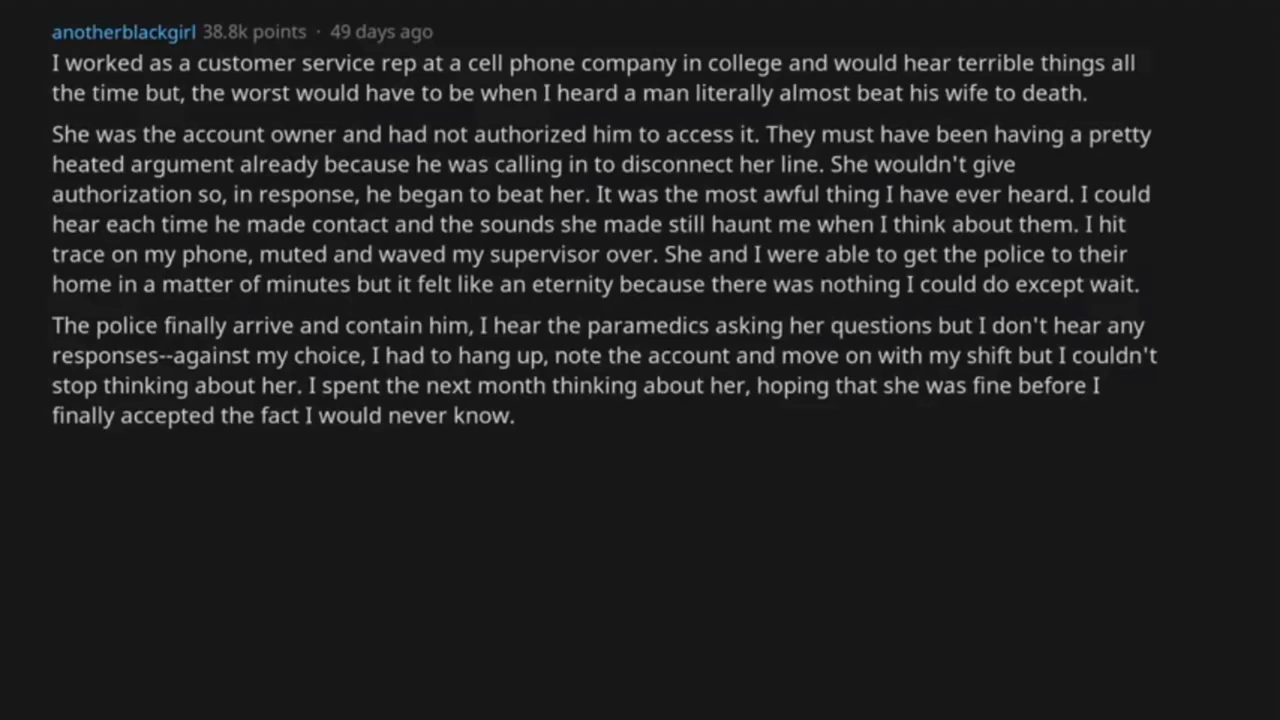 anotherblackgirl 38.8k points · 49 days ago
I worked as a customer service rep at a cell phone company in college and would hear terrible things all
the time but, the worst would have to be when I heard a man literally almost beat his wife to death.
She was the account owner and had not authorized him to access it. They must have been having a pretty
heated argument already because he was calling in to disconnect her line. She wouldn't give
authorization so, in response, he began to beat her. It was the most awful thing I have ever heard. I could
hear each time he made contact and the sounds she made still haunt me when I think about them. I hit
trace on my phone, muted and waved my supervisor over. She and I were able to get the police to their
home in a matter of minutes but it felt like an eternity because there was nothing I could do except wait.
The police finally arrive and contain him, I hear the paramedics asking her questions but I don't hear any
responses--against my choice, I had to hang up, note the account and move on with my shift but I couldn't
stop thinking about her. I spent the next month thinking about her, hoping that she was fine before I
finally accepted the fact I would never know.